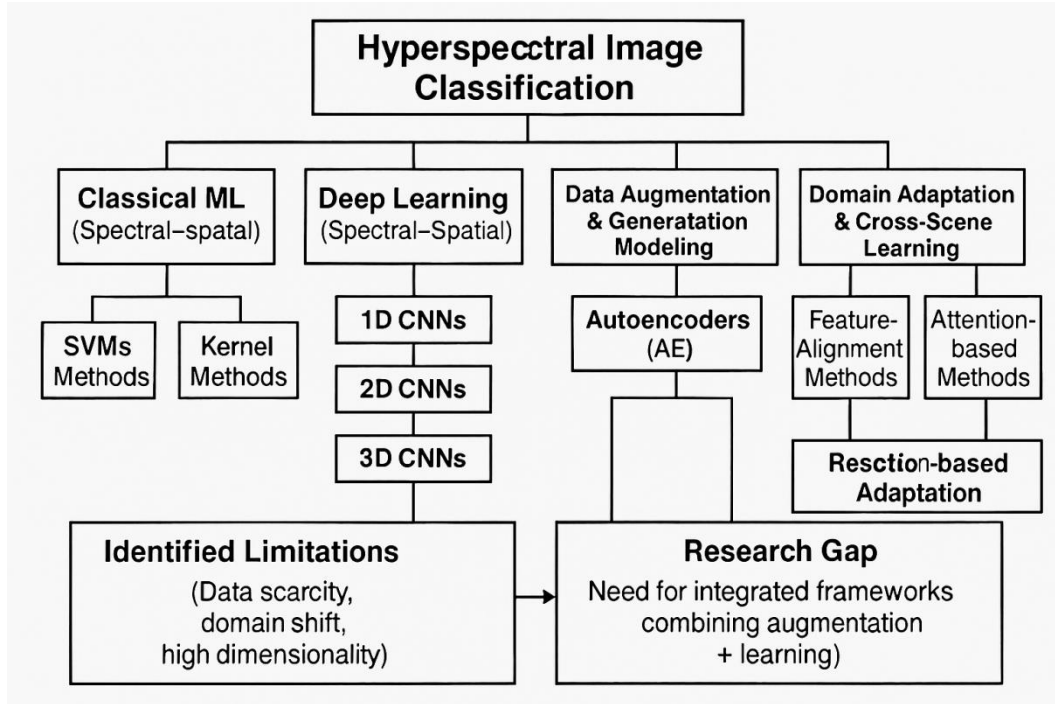 Hyperspecctral Image
Classification
Classical ML
(Spectral–spatal)
Deep Learning
(Spectral–Spatial)
Data Augmentation
& Generatation
Modeling
Domain Adaptation
& Cross-Scene
Learning
SVMs
Methods
Kernel
Methods
1D CNNs
2D CNNs
3D CNNs
Autoencoders
(AE)
Feature-
Alignment
Methods
Attention-
based
Methods
Resction-based
Adaptation
Identified Limitations
(Data scarcity,
domain shift,
high dimensionality)
Research Gap
Need for integrated frameworks
combining augmentation
+ learning)